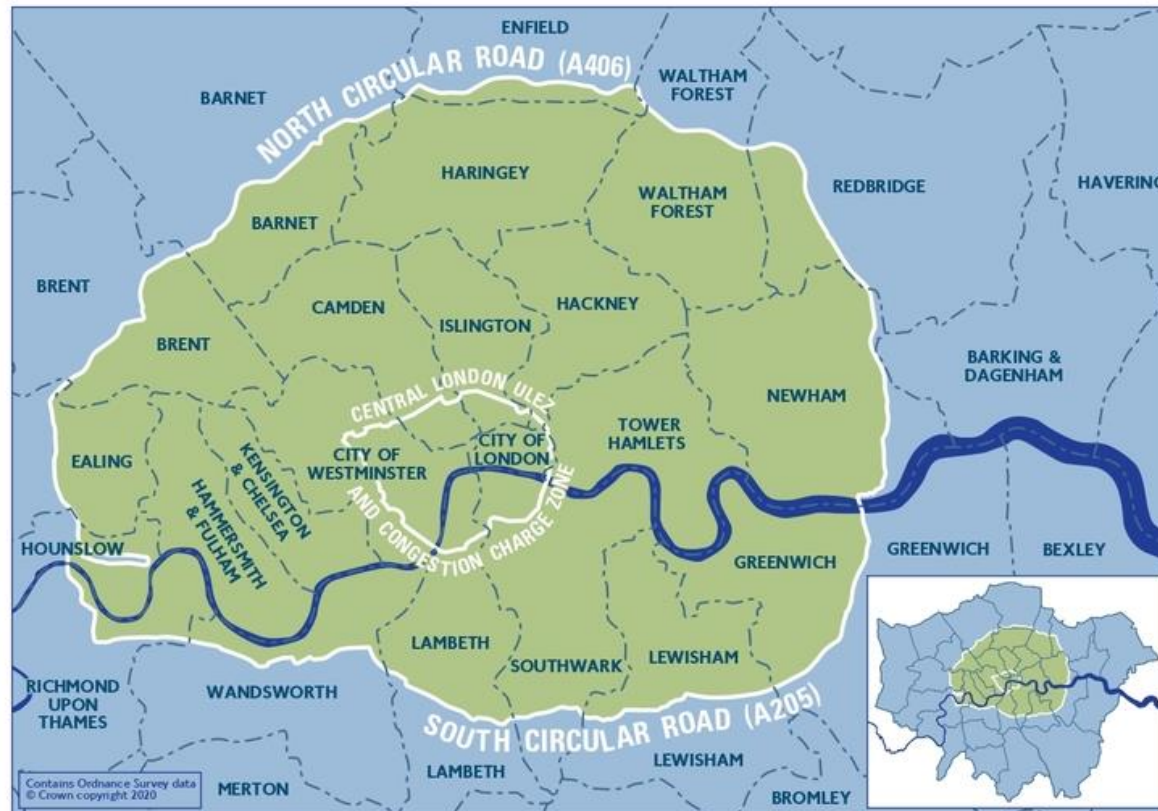 ENFIELD
NORTH CIRCULAR ROAD (A406)
WALTHAM
FOREST
BARNET
HARINGEY
REDBRIDGE
HAVERING
WALTHAM
FOREST
BARNET
BRENT
CAMDEN
HACKNEY
ISLINGTON
BRENT
BARKING &
DAGENHAM
NEWHAM
CENTRAL LONDON ULEZ
TOWER
HAMLETS
EALING
KENSINGTON
& CHELSEA
CITY OF
WESTMINSTER
CITY OF
LONDON
HAMMERSMITH
& FULHAM
AND CONGESTION CHARGE ZONE
HOUNSLOW
GREENWICH
GREENWICH
BEXLEY
LAMBETH
SOUTHWARK
LEWISHAM
RICHMOND
UPON
THAMES
WANDSWORTH
SOUTH CIRCULAR ROAD (A205)
LEWISHAM
LAMBETH
MERTON
BROMLEY
Contains Ordnance Survey data
© Crown copyright 2020